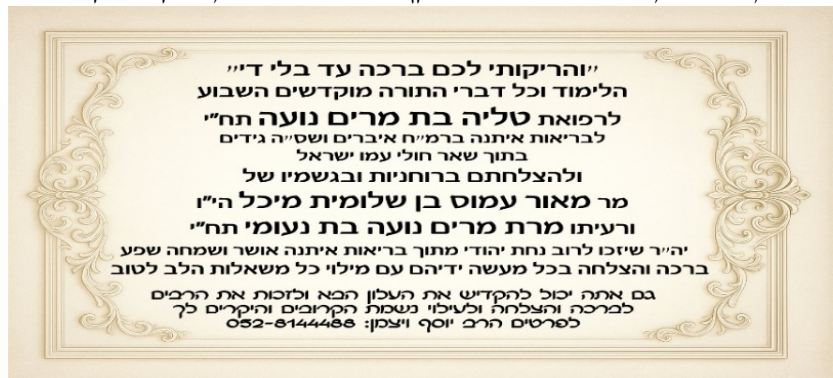 "והריקותי לכם ברכה עד בלי די"
הלימוד וכל דברי התורה מוקדשים השבוע
לרפואת טליה בת מרים נועה תח"י
לבריאות איתנה ברמ"ח איברים ושס"ה גידים
בתוך שאר חולי עמו ישראל
ולהצלחתם ברוחניות ובגשמיו של
מר מאור עמוס בן שלומית מיכל הי"ו
ורעיתו מרת מרים נועה בת נעומי תח"י
יה"ר שיזכו לרוב נחת יהודי מתוך בריאות איתנה אושר ושמחה שפע
ברכה והצלחה בכל מעשה ידיהם עם מילוי כל משאלות הלב לטוב
גם אתה יכול להקדיש את העלון הבא ולזכות את הרבים
לברכה והצלחה ולעילוי נשמת הקרובים והיקרים לך
לפרטים הרב יוסף ויצמן: 052-8144488